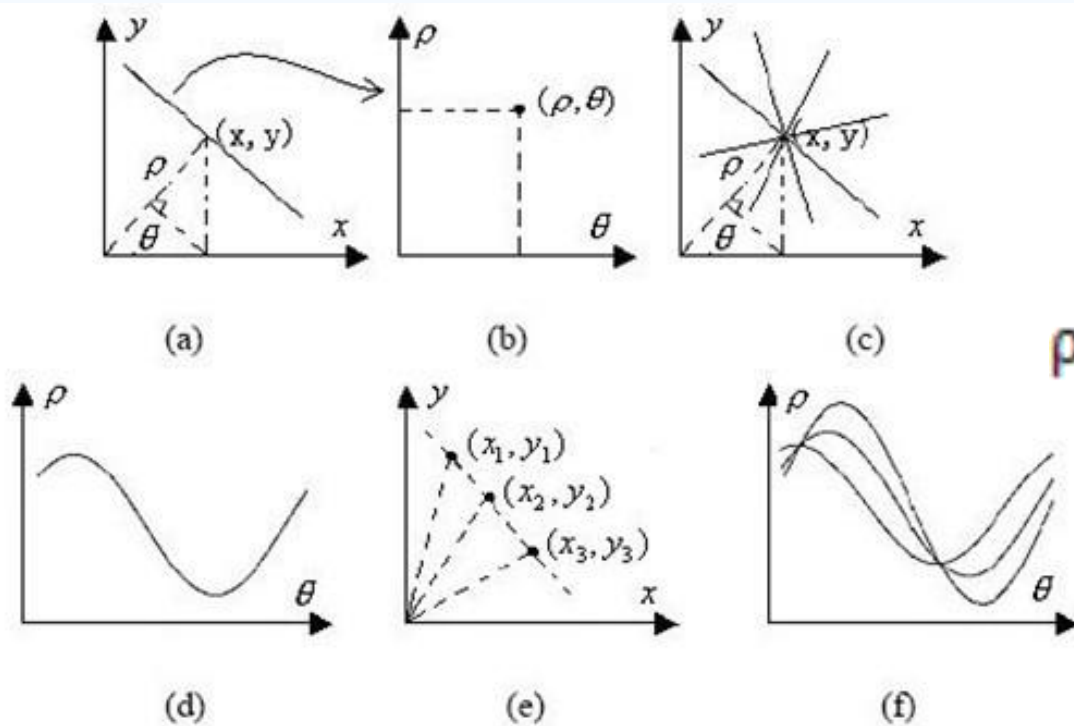 y
(x, y)
ρ
θ
x
ρ
(ρ, θ)
θ
y
(x, y)
ρ
θ
x
(a)
(b)
(c)
ρ
ρ
θ
y
(x₁, y₁)
(x₂, y₂)
(x₃, y₃)
x
ρ
θ
(d)
(e)
(f)